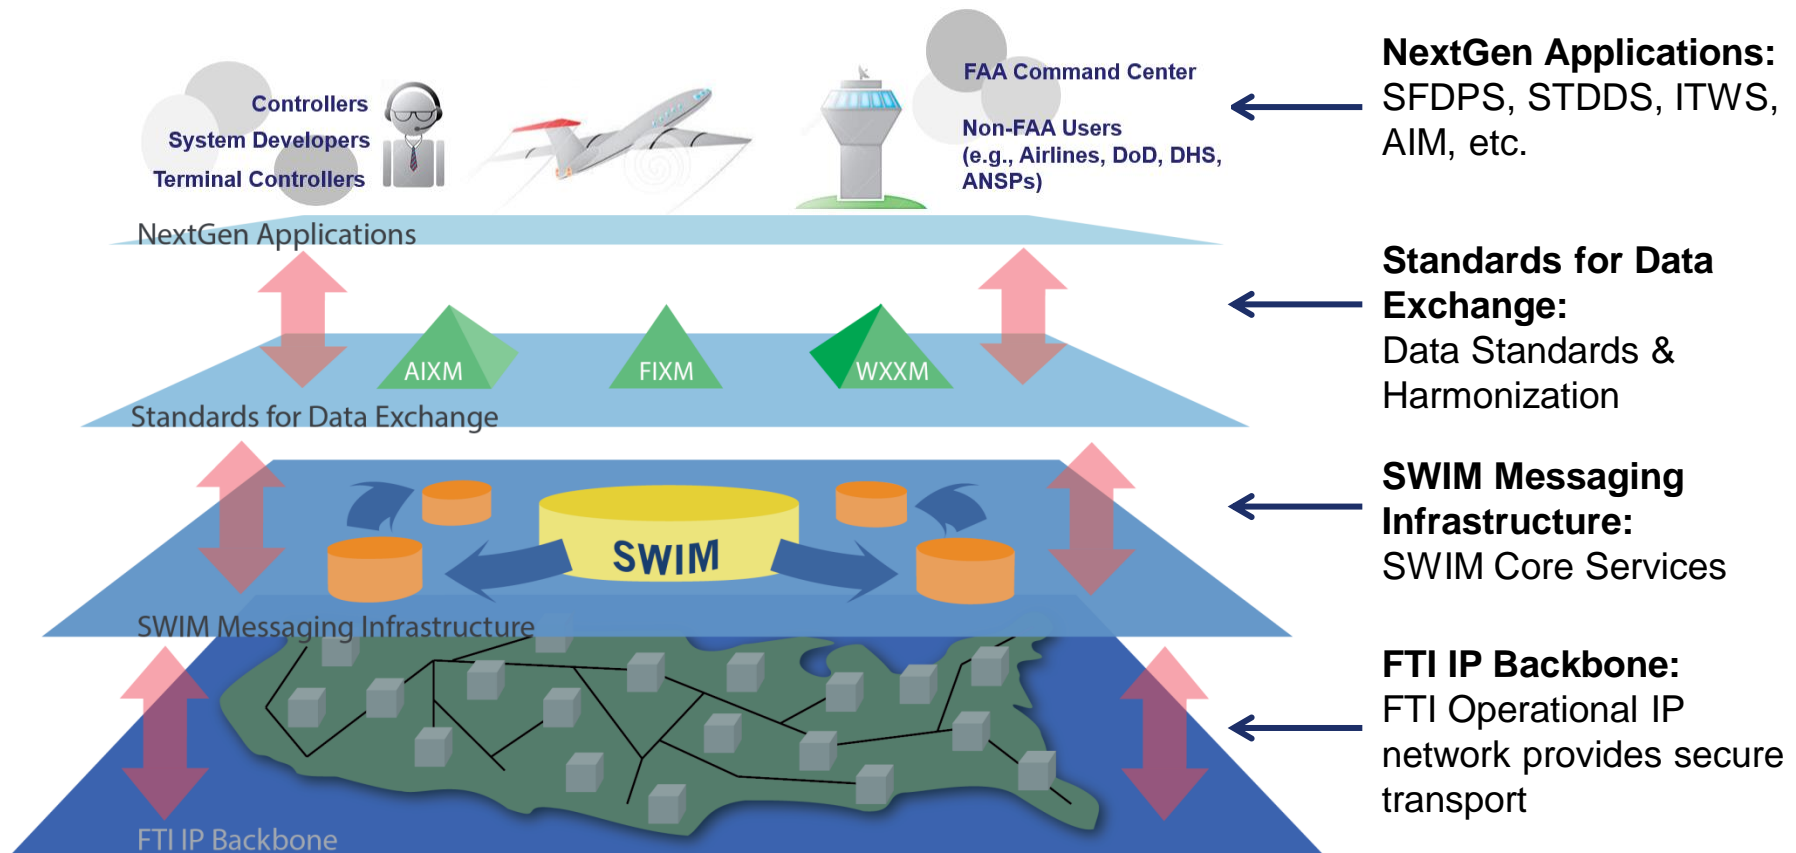 Controllers
System Developers
Terminal Controllers
FAA Command Center
Non-FAA Users
(e.g., Airlines, DoD, DHS,
ANSPs)
NextGen Applications
AIXM
FIXM
WXXM
Standards for Data Exchange
SWIM
SWIM Messaging Infrastructure
FTI IP Backbone
NextGen Applications:
SFDPS, STDDS, ITWS,
AIM, etc.
Standards for Data
Exchange:
Data Standards &
Harmonization
SWIM Messaging
Infrastructure:
SWIM Core Services
FTI IP Backbone:
FTI Operational IP
network provides secure
transport